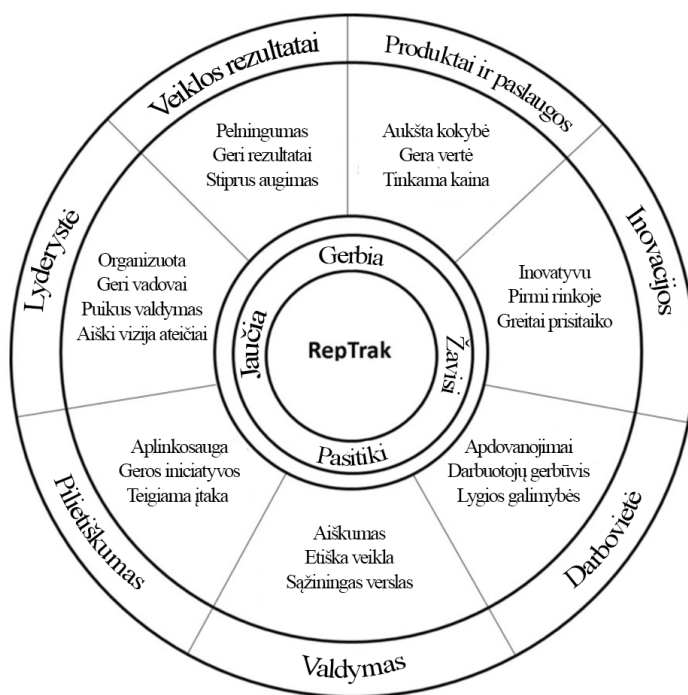 Veiklos rezultatai
Pelningumas
Geri rezultatai
Stiprus augimas
Produktai ir paslaugos
Aukšta kokybė
Gera vertė
Tinkama kaina
Inovacijos
Inovatyvu
Pirmi rinkoje
Greitai prisitaiko
Darbovietė
Apdovanojimai
Darbuotojų gerbūvis
Lygios galimybės
Valdymas
Aiškumas
Etiška veikla
Sąžiningas verslas
Pilietiškumas
Aplinkosauga
Geros iniciatyvos
Teigiama įtaka
Lyderystė
Organizuota
Geri vadovai
Puikus valdymas
Aiški vizija ateičiai
Gerbia
Žavisi
Pasitiki
Jaučia
RepTrak